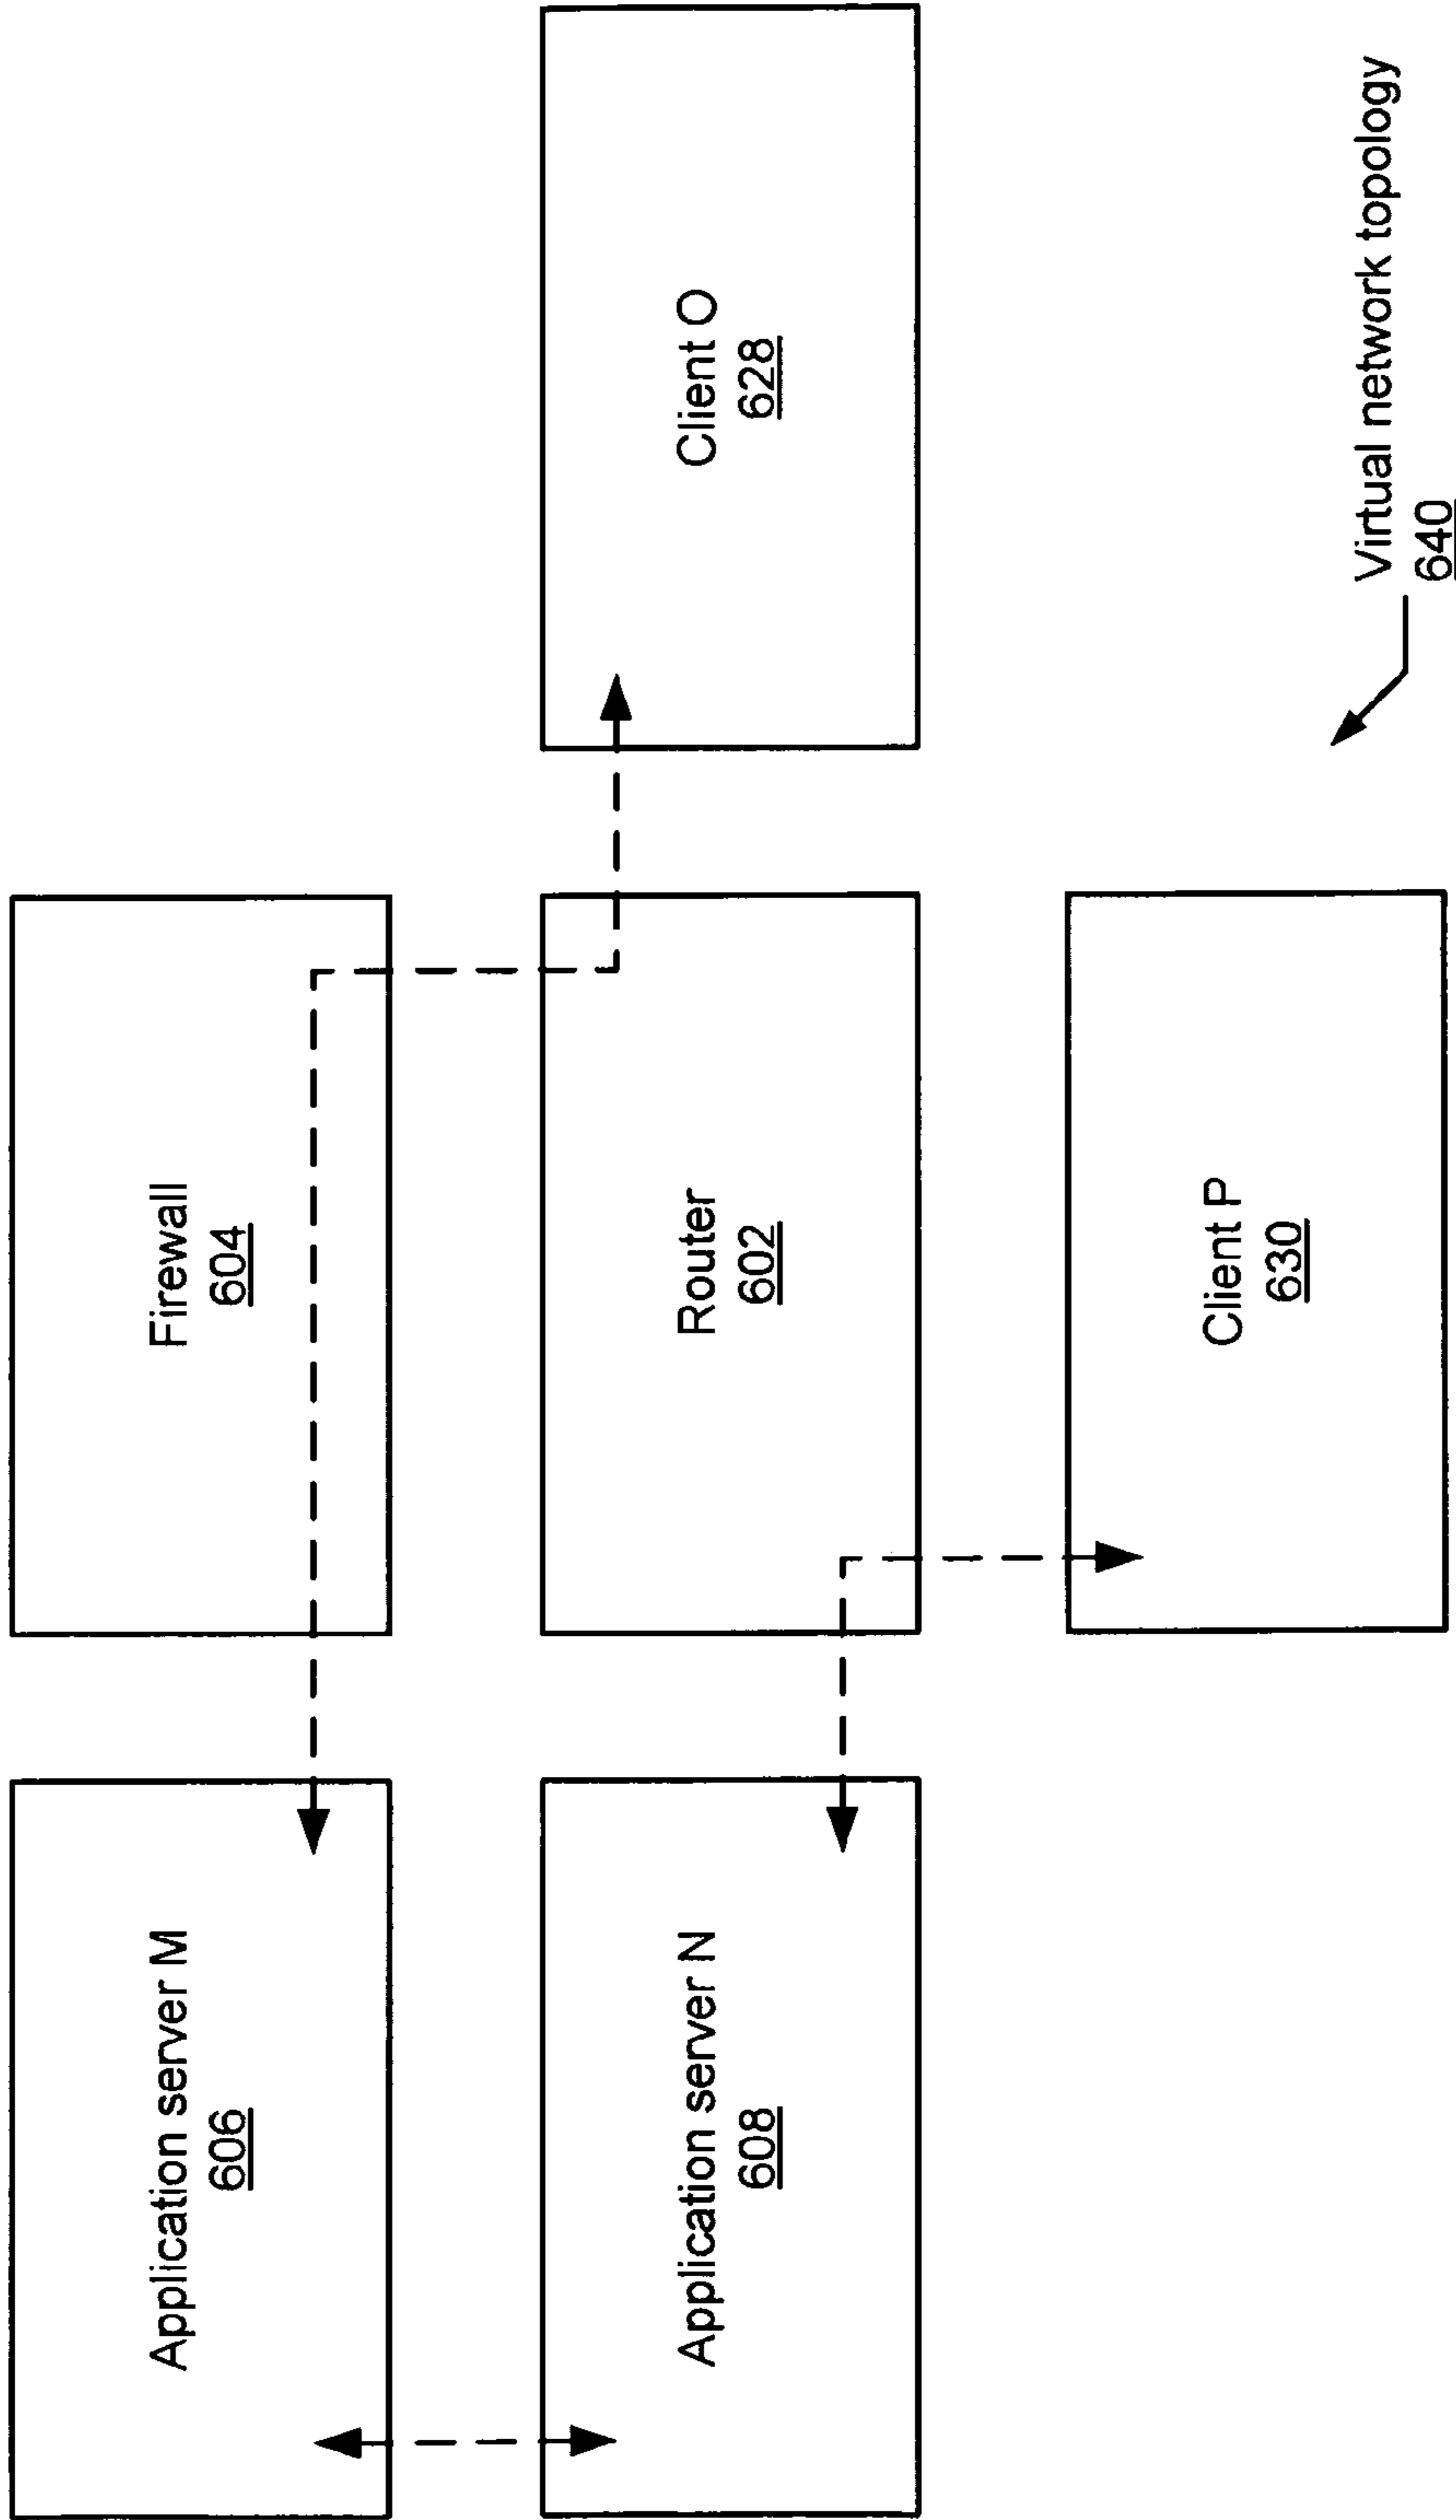 Application server M
606
Firewall
604
Application server N
608
Router
602
Client O
628
Client P
630
Virtual network topology
640